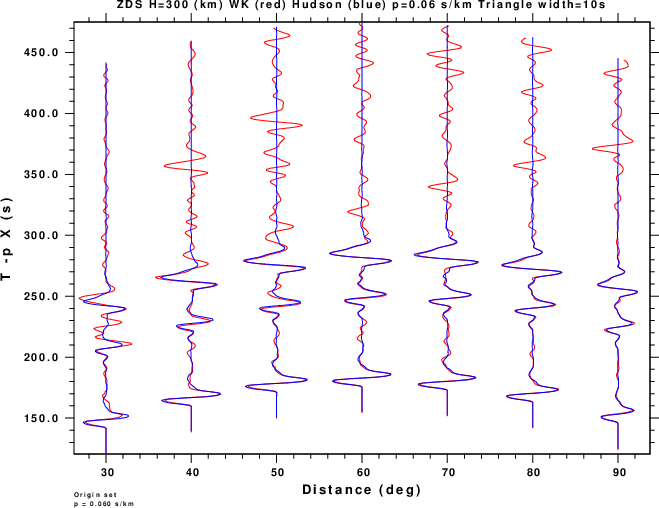 ZDS H=300 (km) WK (red) Hudson (blue) p=0.06 s/km Triangle width=10s
450.0
400.0
350.0
300.0
250.0
200.0
150.0
T -p X (s)
30 40 50 60 70 80 90
Distance (deg)
Origin set
p = 0.060 s/km